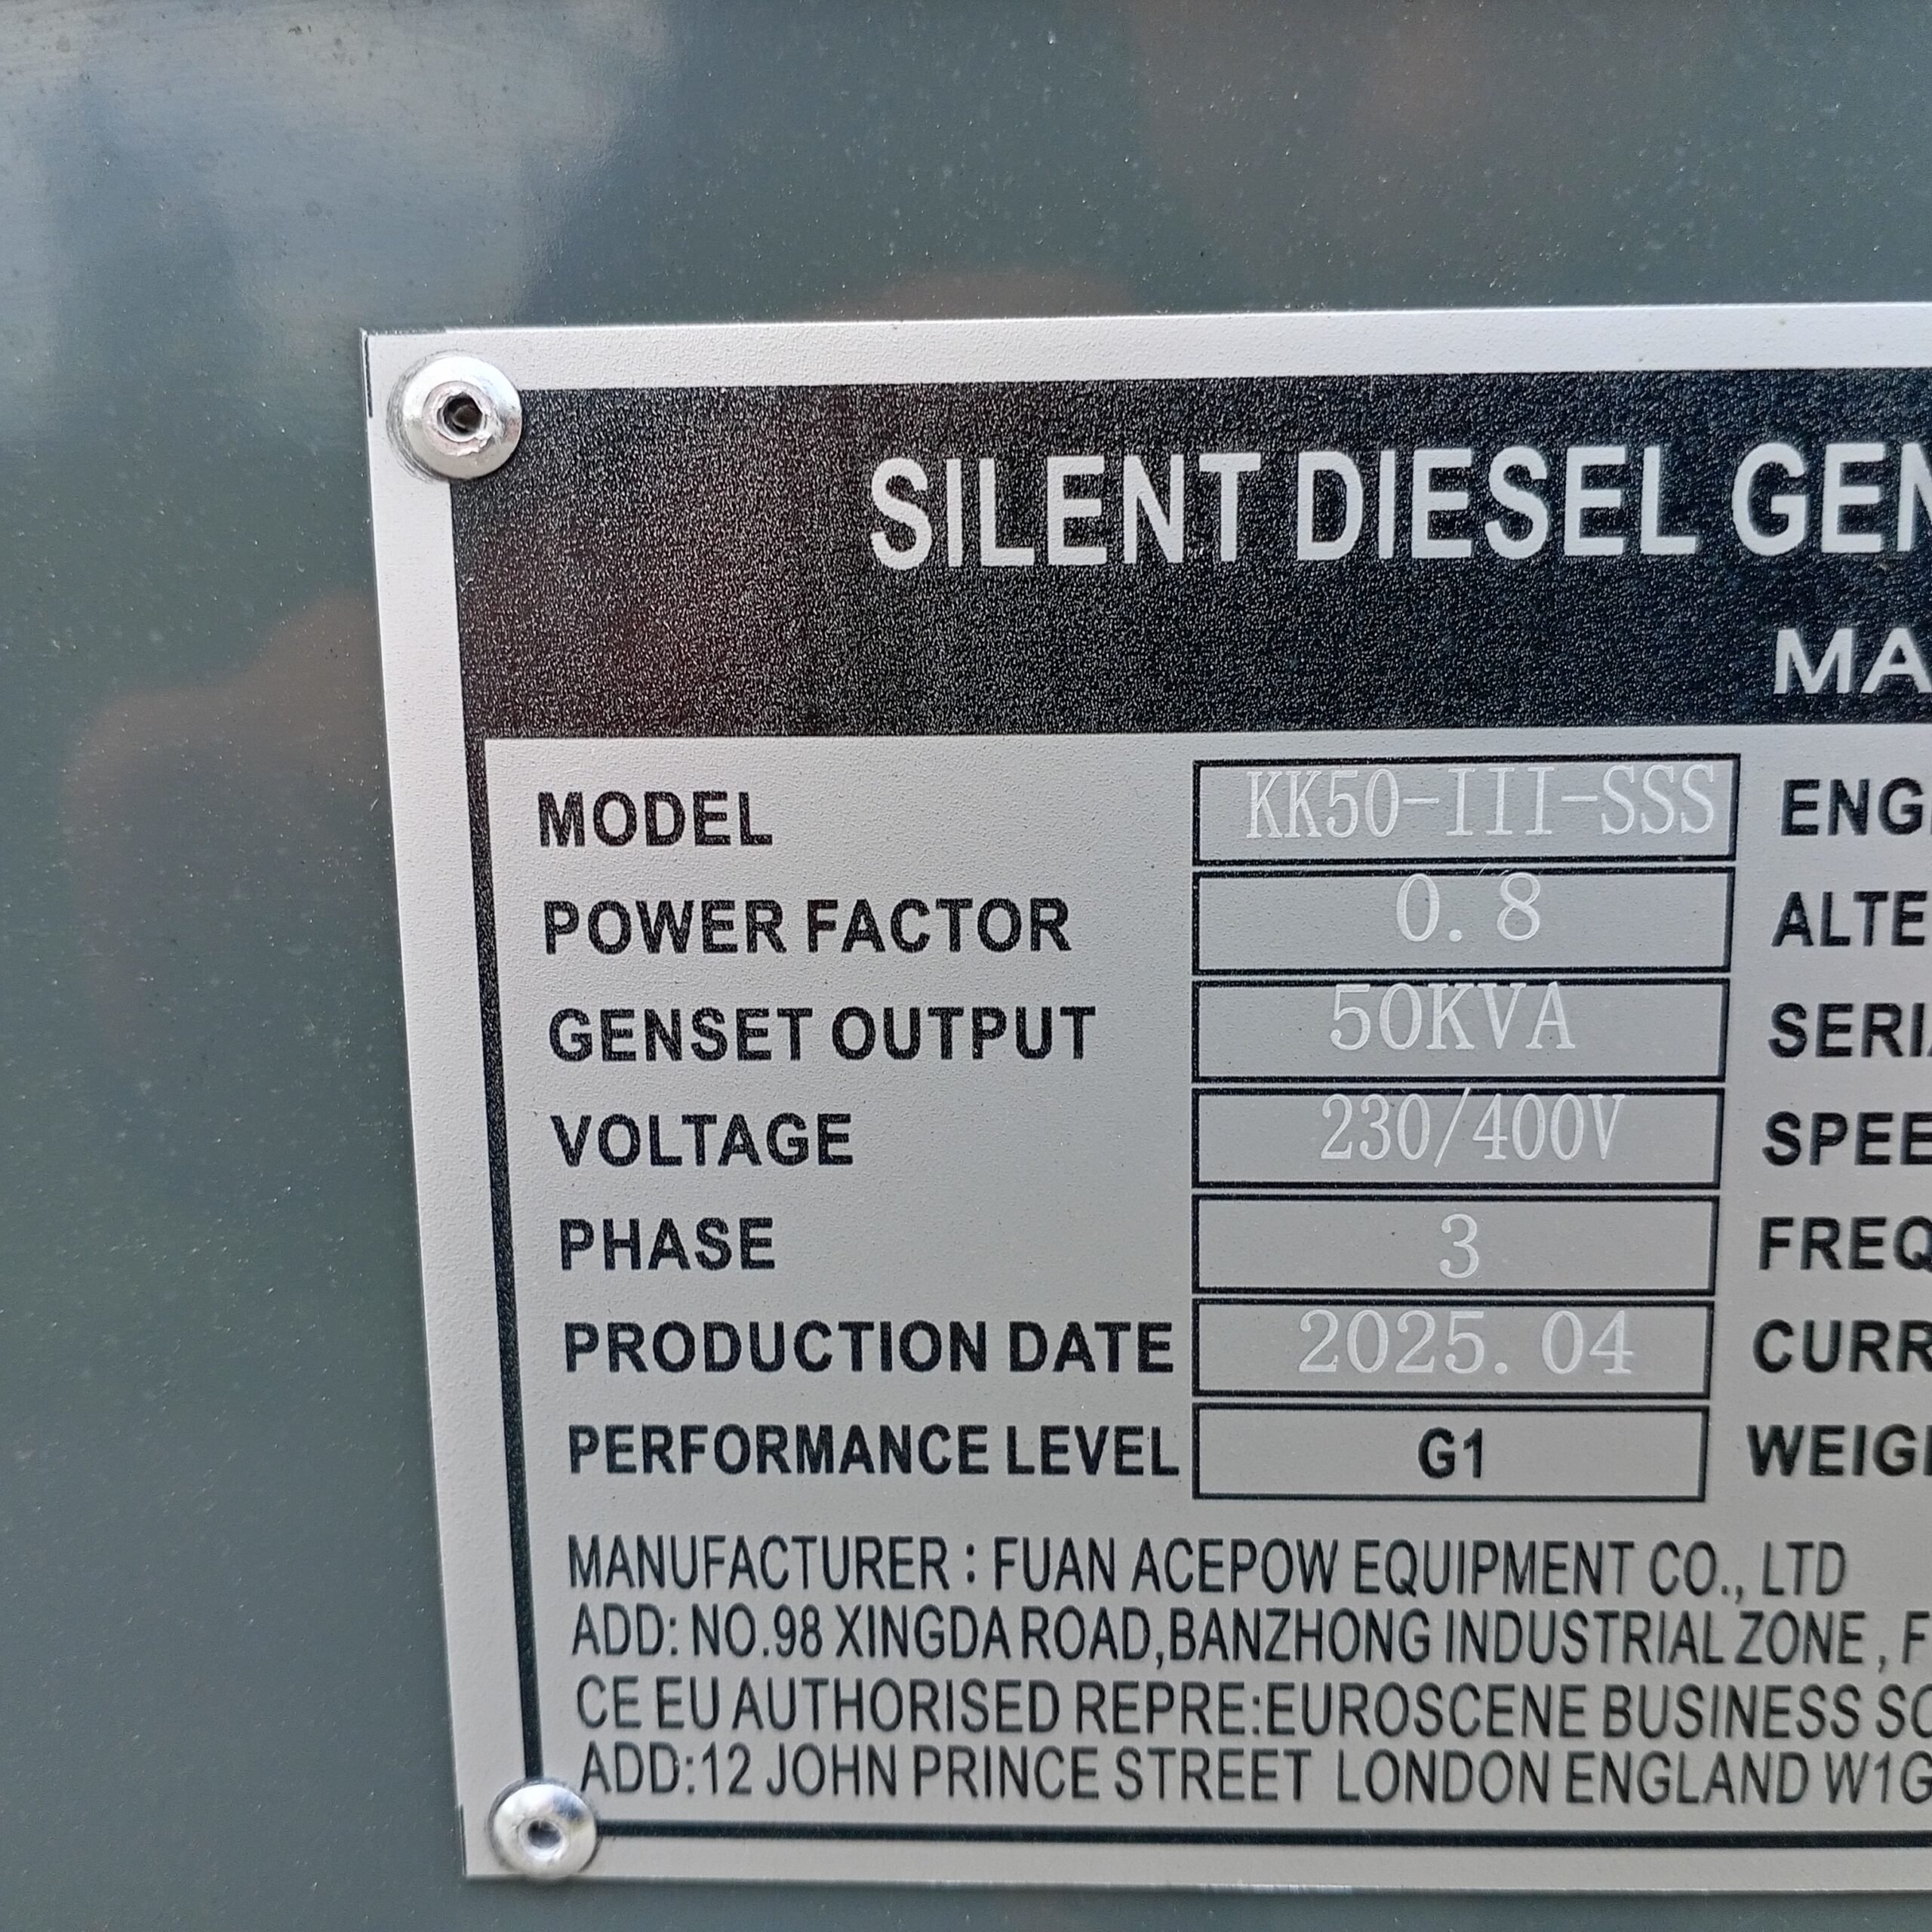 SILENT DIESEL GEN
MA
MODEL KK50-III-SSS ENG
POWER FACTOR 0.8 ALTE
GENSET OUTPUT 50KVA SERI
VOLTAGE 230/400V SPEE
PHASE 3 FREQ
PRODUCTION DATE 2025.04 CURR
PERFORMANCE LEVEL G1 WEIG
MANUFACTURER : FUAN ACEPOW EQUIPMENT CO., LTD
ADD: NO.98 XINGDA ROAD,BANZHONG INDUSTRIAL ZONE , F
CE EU AUTHORISED REPRE:EUROSCENE BUSINESS SO
ADD:12 JOHN PRINCE STREET LONDON ENGLAND W1G